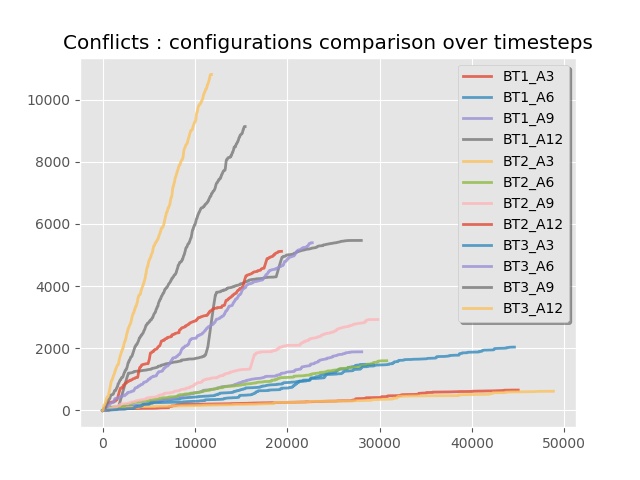 Conflicts : configurations comparison over timesteps
10000
8000
6000
4000
2000
0
0
10000
20000
30000
40000
50000
BT1_A3
BT1_A6
BT1_A9
BT1_A12
BT2_A3
BT2_A6
BT2_A9
BT2_A12
BT3_A3
BT3_A6
BT3_A9
BT3_A12